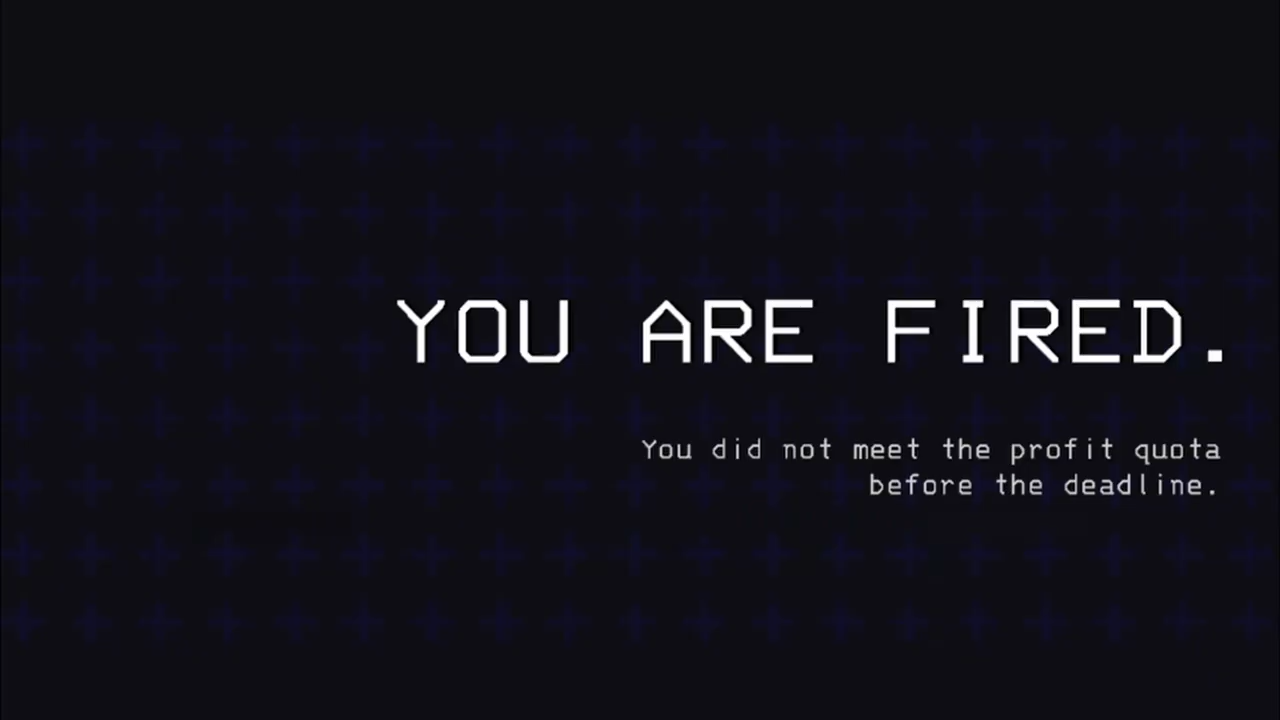 YOU ARE FIRED.
You did not meet the profit quota
before the deadline.